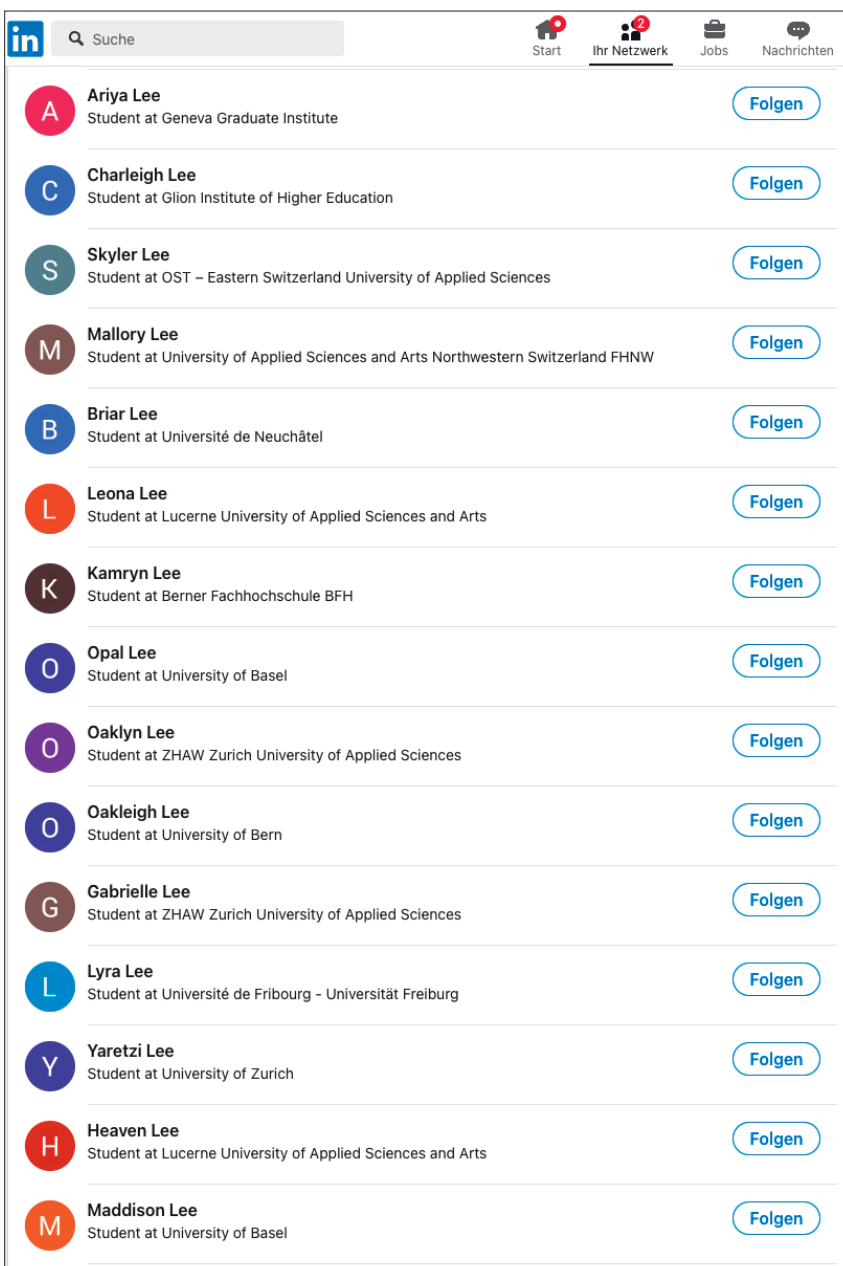 in
Suche
Start
2
Ihr Netzwerk
Jobs
Nachrichten
A
Ariya Lee
Student at Geneva Graduate Institute
Folgen
C
Charleigh Lee
Student at Glion Institute of Higher Education
Folgen
S
Skyler Lee
Student at OST – Eastern Switzerland University of Applied Sciences
Folgen
M
Mallory Lee
Student at University of Applied Sciences and Arts Northwestern Switzerland FHNW
Folgen
B
Briar Lee
Student at Université de Neuchâtel
Folgen
L
Leona Lee
Student at Lucerne University of Applied Sciences and Arts
Folgen
K
Kamryn Lee
Student at Berner Fachhochschule BFH
Folgen
O
Opal Lee
Student at University of Basel
Folgen
O
Oaklyn Lee
Student at ZHAW Zurich University of Applied Sciences
Folgen
O
Oakleigh Lee
Student at University of Bern
Folgen
G
Gabrielle Lee
Student at ZHAW Zurich University of Applied Sciences
Folgen
L
Lyra Lee
Student at Université de Fribourg - Universität Freiburg
Folgen
Y
Yaretzi Lee
Student at University of Zurich
Folgen
H
Heaven Lee
Student at Lucerne University of Applied Sciences and Arts
Folgen
M
Maddison Lee
Student at University of Basel
Folgen